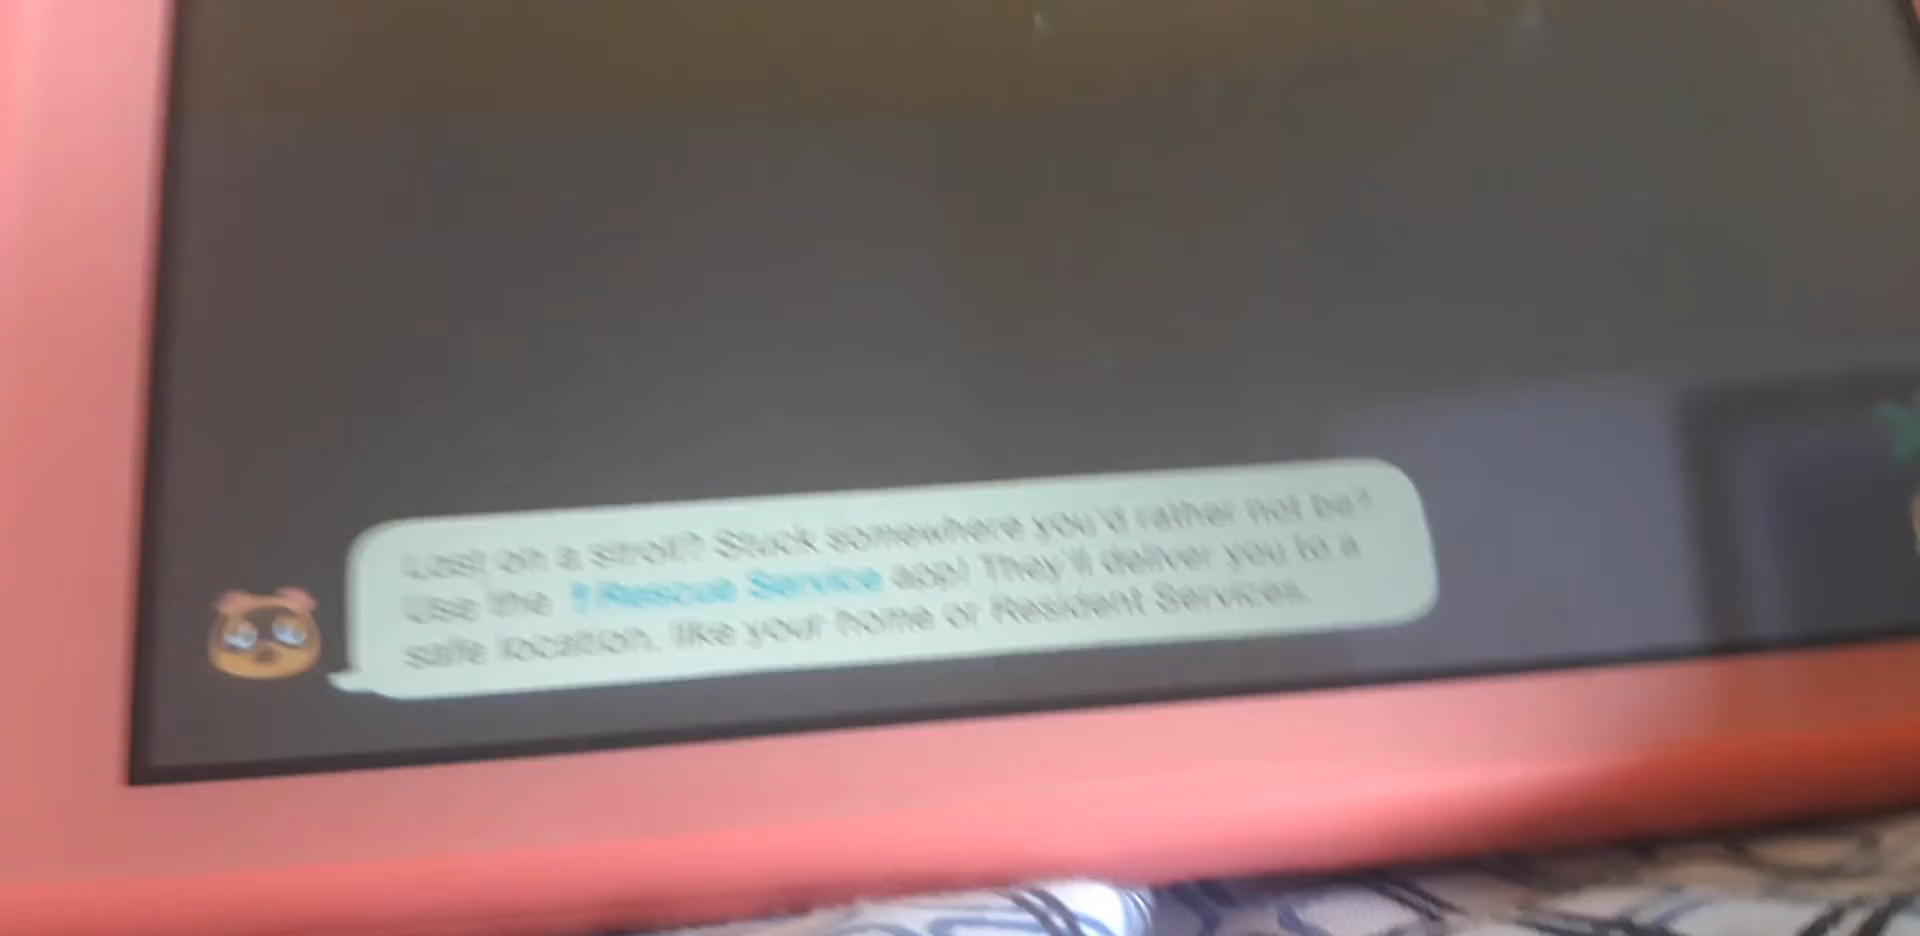 Lost on a stroll? Stuck somewhere you'd rather not be?
Use the Rescue Service app! They'll deliver you to a
safe location, like your home or Resident Services.